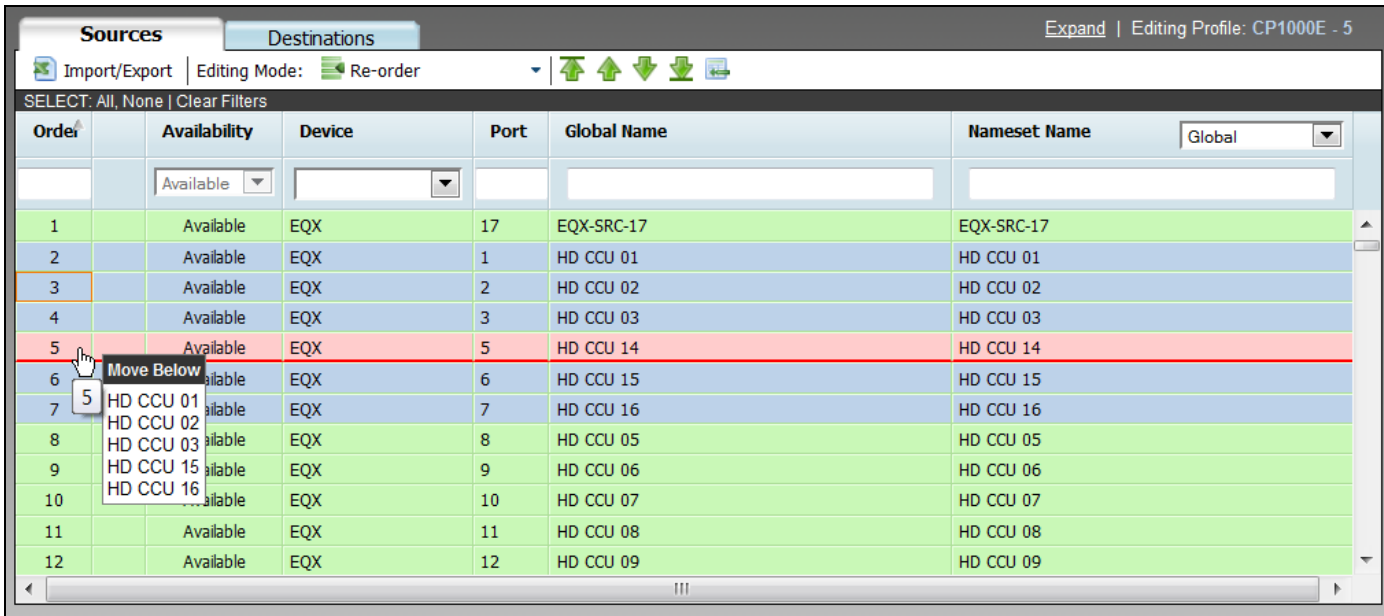 Sources Destinations Expand | Editing Profile: CP1000E - 5
Import/Export Editing Mode: Re-order
SELECT: All, None | Clear Filters
Order Availability Device Port Global Name Nameset Name Global
Available
1 Available EQX 17 EQX-SRC-17 EQX-SRC-17
2 Available EQX 1 HD CCU 01 HD CCU 01
3 Available EQX 2 HD CCU 02 HD CCU 02
4 Available EQX 3 HD CCU 03 HD CCU 03
5 Available EQX 5 HD CCU 14 HD CCU 14
6 ailable EQX 6 HD CCU 15 HD CCU 15
7 ailable EQX 7 HD CCU 16 HD CCU 16
8 ailable EQX 8 HD CCU 05 HD CCU 05
9 ailable EQX 9 HD CCU 06 HD CCU 06
10 ailable EQX 10 HD CCU 07 HD CCU 07
11 Available EQX 11 HD CCU 08 HD CCU 08
12 Available EQX 12 HD CCU 09 HD CCU 09
5
Move Below
HD CCU 01
HD CCU 02
HD CCU 03
HD CCU 15
HD CCU 16